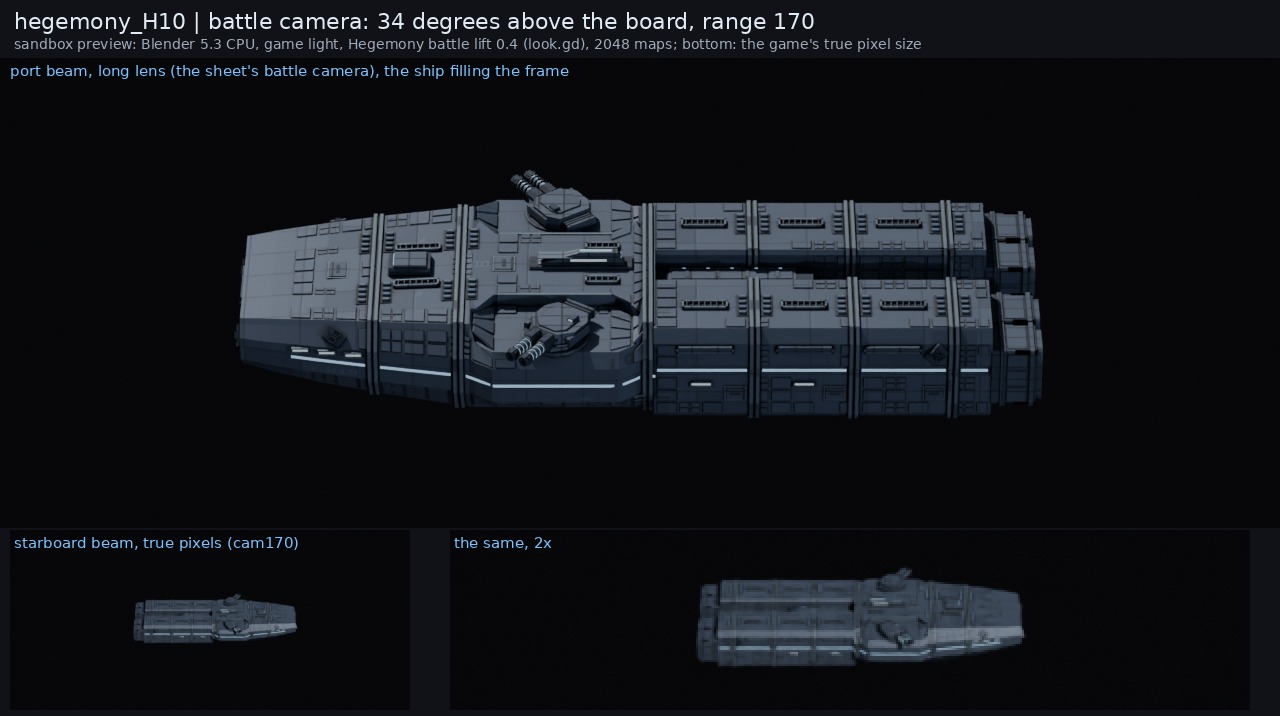 hegemony_H10 | battle camera: 34 degrees above the board, range 170
sandbox preview: Blender 5.3 CPU, game light, Hegemony battle lift 0.4 (look.gd), 2048 maps; bottom: the game's true pixel size
port beam, long lens (the sheet's battle camera), the ship filling the frame
starboard beam, true pixels (cam170)
the same, 2x